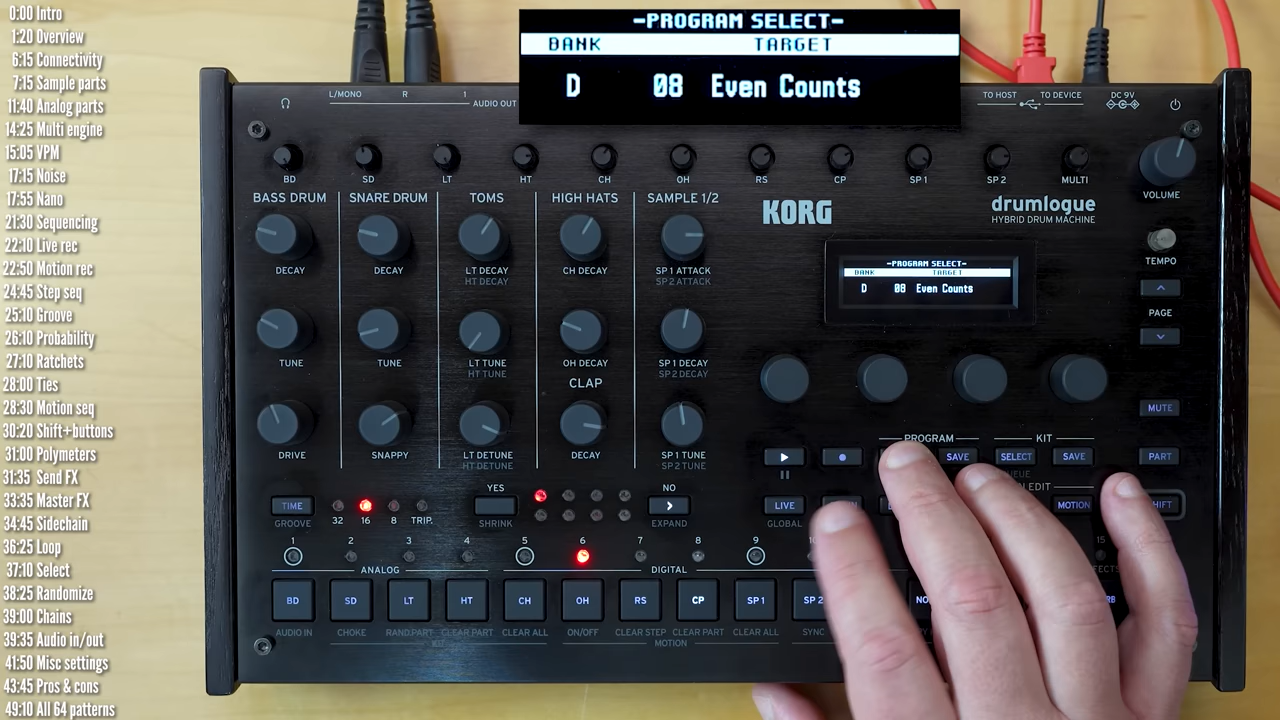 0:00 Intro
1:20 Overview
6:15 Connectivity
7:15 Sample parts
11:40 Analog parts
14:25 Multi engine
15:05 VPM
17:15 Noise
17:55 Nano
21:30 Sequencing
22:10 Live rec
22:50 Motion rec
24:45 Step seq
25:10 Groove
26:10 Probability
27:10 Ratchets
28:00 Ties
28:30 Motion seq
30:20 Shift+buttons
31:00 Polymeters
31:35 Send FX
33:35 Master FX
34:45 Sidechain
36:25 Loop
37:10 Select
38:25 Randomize
39:00 Chains
39:35 Audio in/out
41:50 Misc settings
43:45 Pros & cons
49:10 All 64 patterns
-PROGRAM SELECT-
BANK TARGET
D 08 Even Counts
L/MONO R 1 AUDIO OUT
TO HOST TO DEVICE DC 9V
BD SD LT HT CH OH RS CP SP 1 SP 2 MULTI
VOLUME
BASS DRUM SNARE DRUM TOMS HIGH HATS SAMPLE 1/2
KORG
drumlogue
HYBRID DRUM MACHINE
DECAY DECAY LT DECAY CH DECAY SP 1 ATTACK
HT DECAY SP 2 ATTACK
TEMPO
-PROGRAM SELECT-
BANK TARGET
D 08 Even Counts
PAGE
TUNE TUNE LT TUNE OH DECAY SP 1 DECAY
HT TUNE SP 2 DECAY
CLAP
MUTE
DRIVE SNAPPY LT DETUNE DECAY SP 1 TUNE
HT DETUNE SP 2 TUNE
PROGRAM KIT
SAVE SELECT SAVE PART
YES NO
TIME
GROOVE
32 16 8 TRIP.
SHRINK
> EXPAND
LIVE
GLOBAL
EDIT
MOTION
1 2 3 4 5 6 7 8 9 15
ANALOG DIGITAL
BD SD LT HT CH OH RS CP SP 1 SP 2
AUDIO IN CHOKE RAND.PART CLEAR PART CLEAR ALL ON/OFF CLEAR STEP CLEAR PART CLEAR ALL SYNC
MOTION